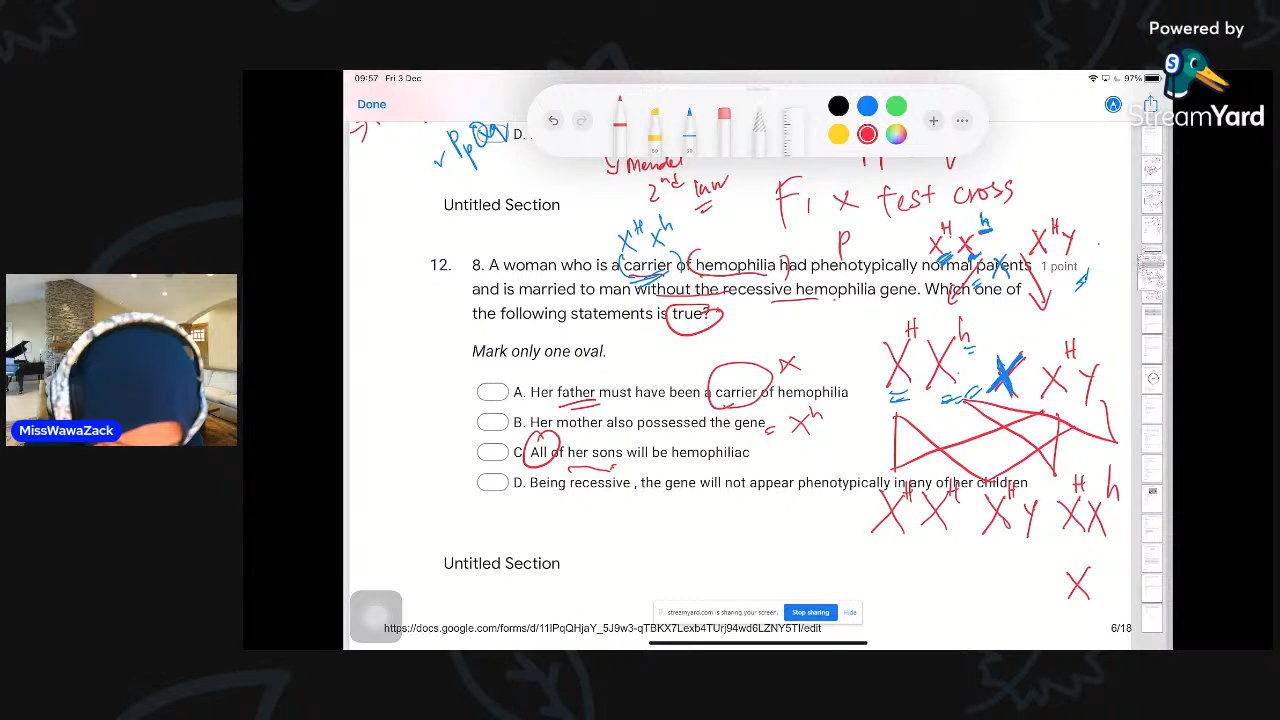 Powered by
StreamYard
09:57 Fri 3 Dec
97%
Done
PpQq
D.
Mendel
2nd law
F1 x test cross
Untitled Section
X^H X^h
P
X^H X^h x X^H Y
12. 8. A woman who is a carrier of hemophilia had phenotypically normal parents 1 point
and is married to man without the recessive hemophilia gene. Which one of
the following statements is true?
X^H X^h x X^H Y
Mark only one oval.
A. Her father must have been a carrier of hemophilia x
B. Her mother also possessed the gene = X^h
C. All of her sons will be hemophiliac
D. Being recessive , the gene will not appear phenotypically in any of her children
X^H X^H X^H Y X^H X^h
X
Untitled Section
streamyard.com is sharing your screen. Stop sharing Hide
https://docs.google.com/forms/d/11lPqQHjaY_5J9w3-qTBKX7Lexb4TUrj94wd6LZNY5TI/edit 6/18
MissWawaZack